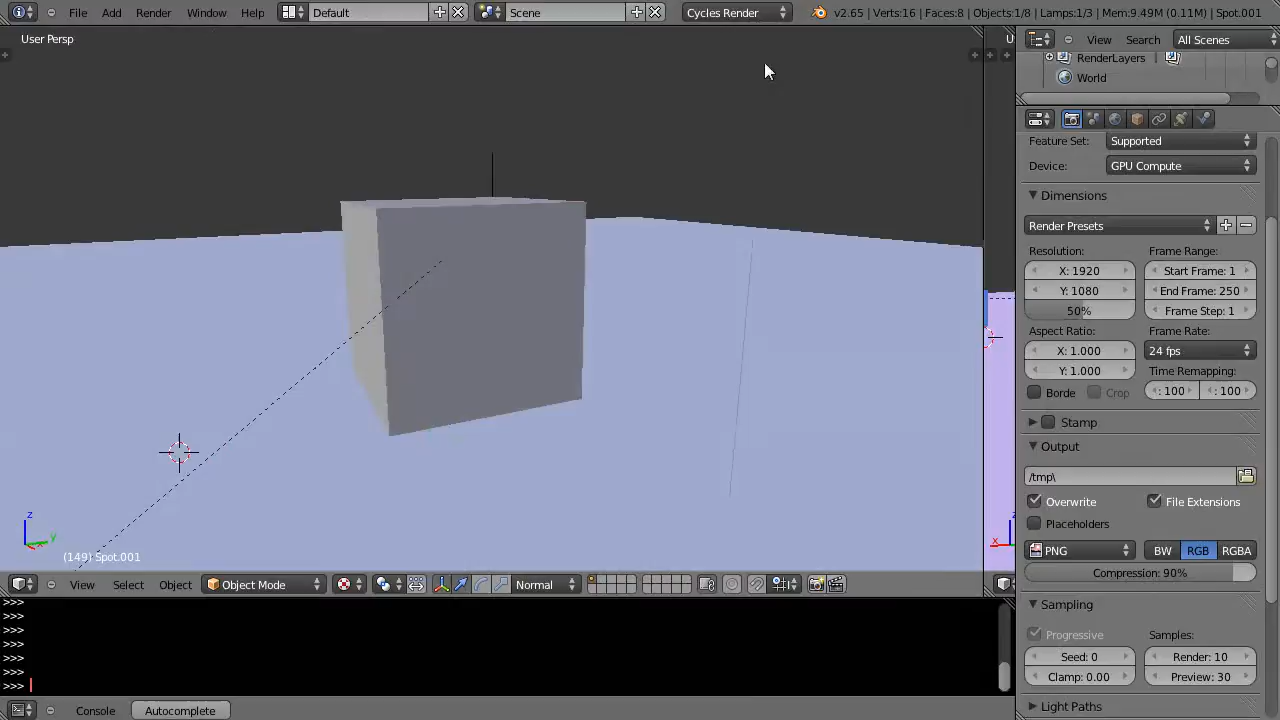 File Add Render Window Help Default Scene Cycles Render v2.65 | Verts:16 | Faces:8 | Objects:1/8 | Lamps:1/3 | Mem:9.49M (0.11M) | Spot.001
User Persp
U
View Search All Scenes
RenderLayers
World
Feature Set: Supported
Device: GPU Compute
Dimensions
Render Presets
Resolution: Frame Range:
X: 1920 Start Frame: 1
Y: 1080 End Frame: 250
50% Frame Step: 1
Aspect Ratio: Frame Rate:
X: 1.000 24 fps
Y: 1.000 Time Remapping:
Borde Crop : 100 : 100
Stamp
Output
/tmp\
Overwrite File Extensions
Placeholders
PNG BW RGB RGBA
Compression: 90%
Sampling
Progressive Samples:
Seed: 0 Render: 10
Clamp: 0.00 Preview: 30
Light Paths
z
y
(149) Spot.001
z
x
View Select Object Object Mode Normal
>>>
>>>
>>>
>>>
>>>
>>>
>>>
Console Autocomplete